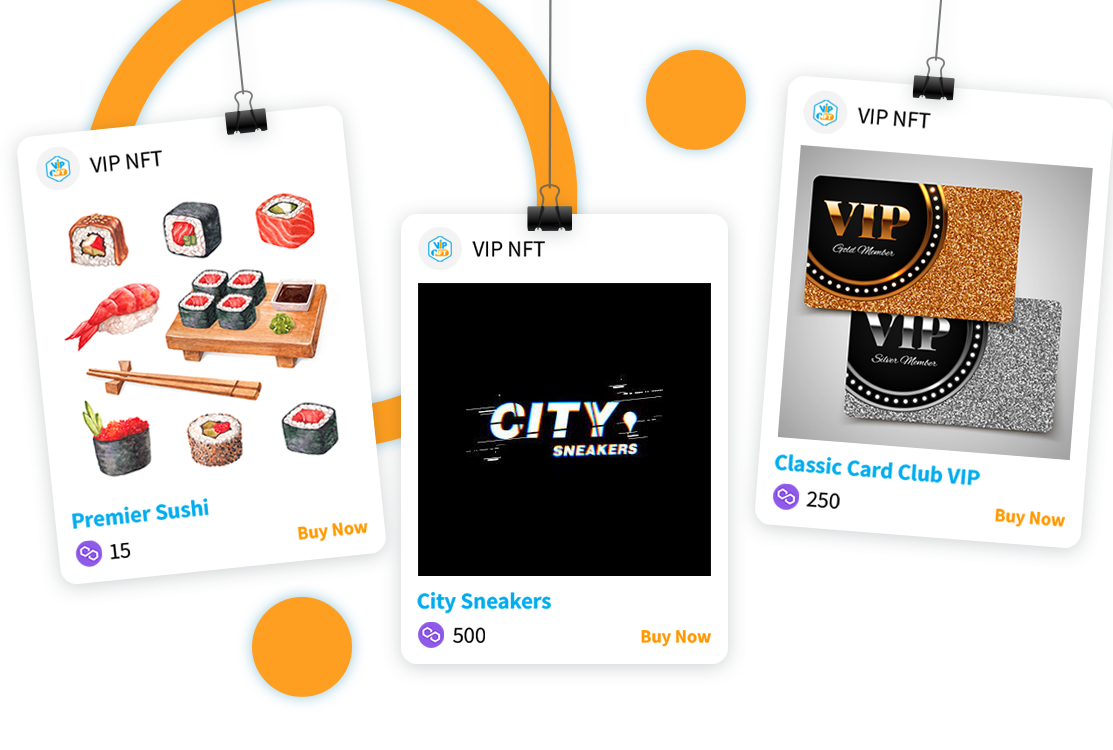 VIP NFT
Premier Sushi
15
Buy Now
VIP NFT
CITY
SNEAKERS
City Sneakers
500
Buy Now
VIP NFT
VIP
Gold Member
VIP
Silver Member
Classic Card Club VIP
250
Buy Now